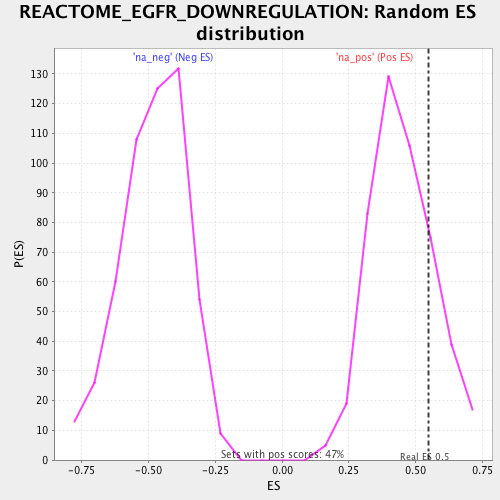 REACTOME_EGFR_DOWNREGULATION: Random ES
distribution
'na_neg' (Neg ES)
'na_pos' (Pos ES)
130
120
110
100
90
80
70
60
50
40
30
20
10
0
P(ES)
Sets with pos scores: 47%
Real ES 0.5
-0.75
-0.50
-0.25
0.00
0.25
0.50
0.75
ES